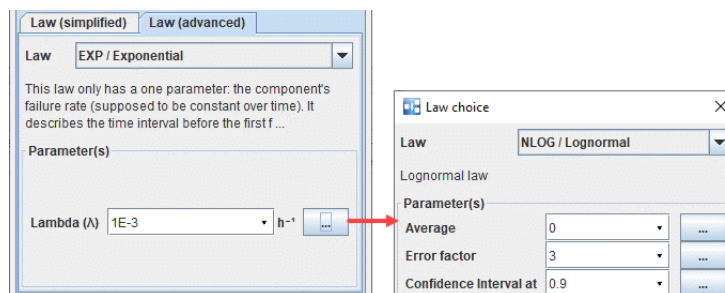 Law (simplified) Law (advanced)
Law EXP / Exponential
This law only has a one parameter: the component's
failure rate (supposed to be constant over time). It
describes the time interval before the first f ...
Parameter(s)
Lambda (λ) 1E-3 h⁻¹ ...
Law choice
Law NLOG / Lognormal
Lognormal law
Parameter(s)
Average 0 ...
Error factor 3 ...
Confidence Interval at 0.9 ...